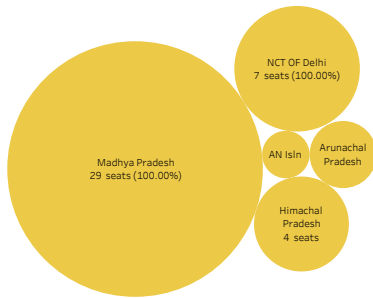 NCT OF Delhi
7 seats (100.00%)
Madhya Pradesh
29 seats (100.00%)
AN Isln
Arunachal
Pradesh
Himachal
Pradesh
4 seats